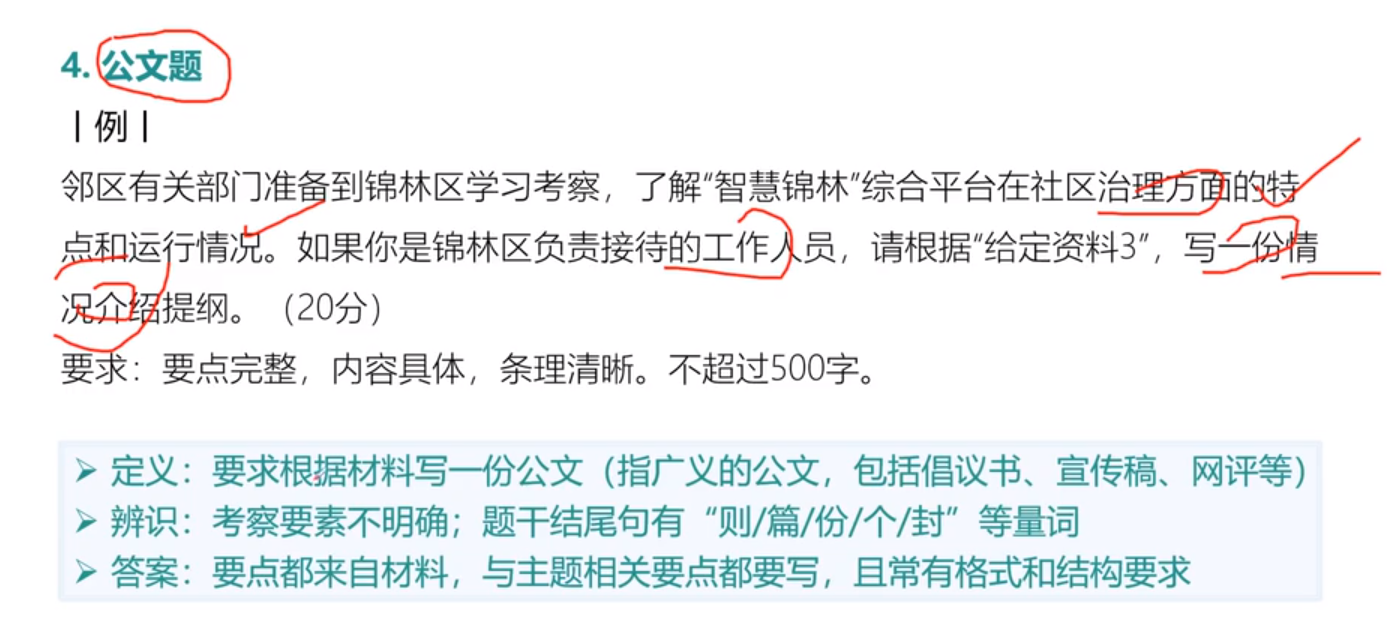 4. 公文题
丨例丨
邻区有关部门准备到锦林区学习考察，了解“智慧锦林”综合平台在社区治理方面的特
点和运行情况。如果你是锦林区负责接待的工作人员，请根据“给定资料3”，写一份情
况介绍提纲。（20分）
要求：要点完整，内容具体，条理清晰。不超过500字。
➢ 定义：要求根据材料写一份公文（指广义的公文，包括倡议书、宣传稿、网评等）
➢ 辨识：考察要素不明确；题干结尾句有“则/篇/份/个/封”等量词
➢ 答案：要点都来自材料，与主题相关要点都要写，且常有格式和结构要求